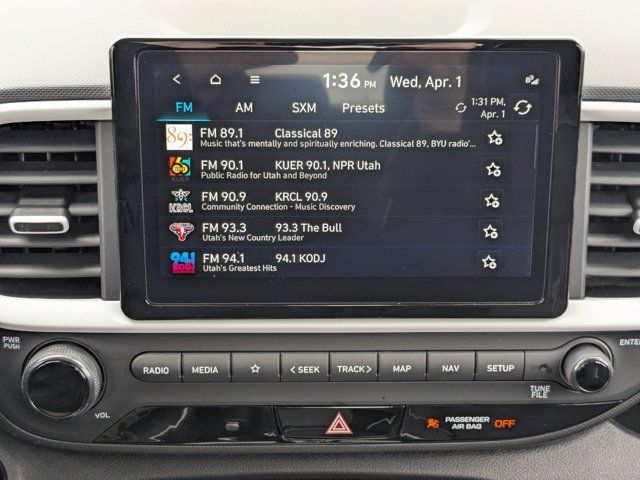 1:36 PM Wed, Apr. 1
FM AM SXM Presets 1:31 PM,
Apr. 1
89: FM 89.1 Classical 89
Music that's mentally and spiritually enriching. Classical 89, BYU radio'...
KUER FM 90.1 KUER 90.1, NPR Utah
Public Radio for Utah and Beyond
KRCL FM 90.9 KRCL 90.9
Community Connection - Music Discovery
FM 93.3 93.3 The Bull
Utah's New Country Leader
94.1 KODJ FM 94.1 94.1 KODJ
Utah's Greatest Hits
PWR
PUSH
VOL
RADIO MEDIA < SEEK TRACK > MAP NAV SETUP
ENTER
TUNE
FILE
PASSENGER
AIR BAG OFF